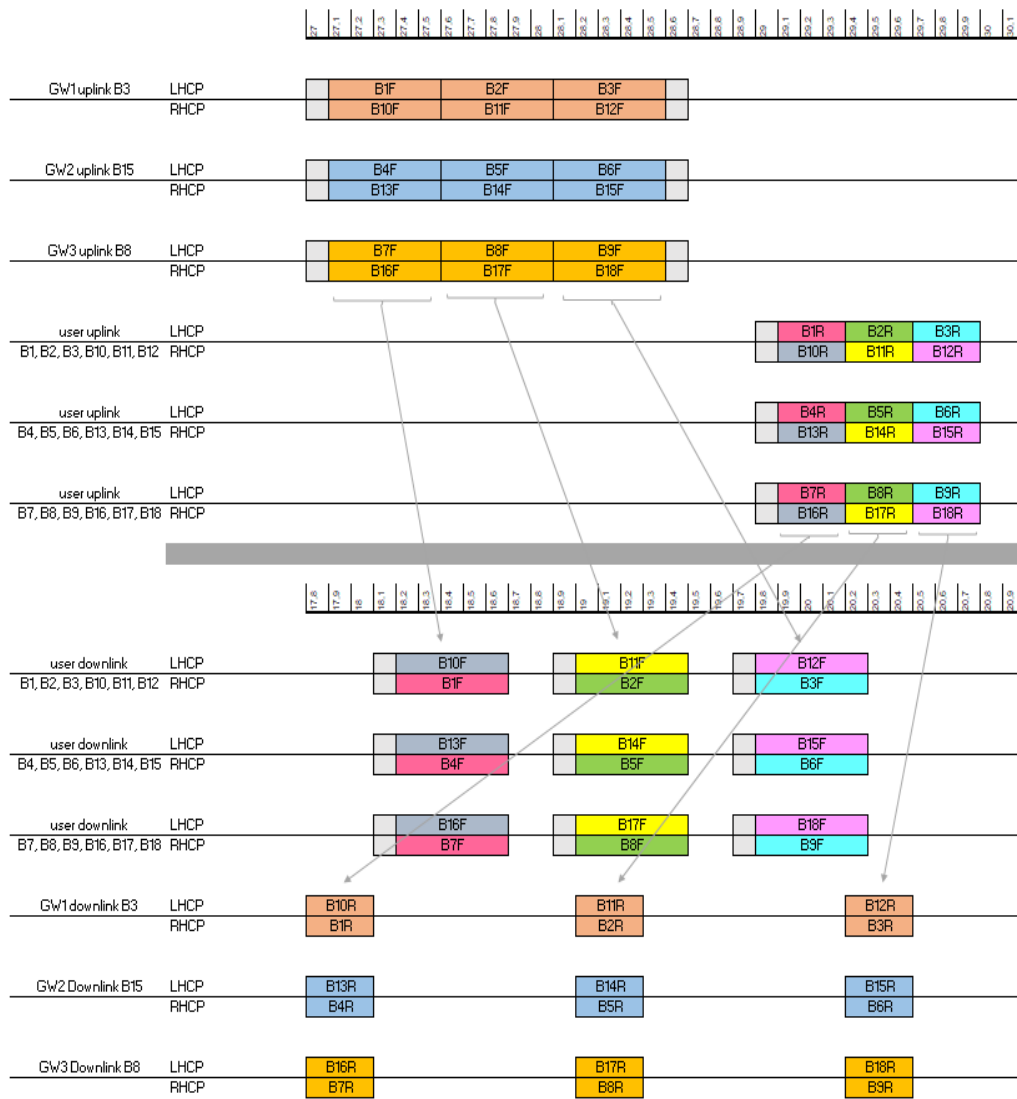 27 27,1 27,2 27,3 27,4 27,5 27,6 27,7 27,8 27,9 28 28,1 28,2 28,3 28,4 28,5 28,6 28,7 28,8 28,9 29 29,1 29,2 29,3 29,4 29,5 29,6 29,7 29,8 29,9 30 30,1
GW1 uplink B3 LHCP B1F B2F B3F
RHCP B10F B11F B12F
GW2 uplink B15 LHCP B4F B5F B6F
RHCP B13F B14F B15F
GW3 uplink B8 LHCP B7F B8F B9F
RHCP B16F B17F B18F
user uplink LHCP B1R B2R B3R
B1, B2, B3, B10, B11, B12 RHCP B10R B11R B12R
user uplink LHCP B4R B5R B6R
B4, B5, B6, B13, B14, B15 RHCP B13R B14R B15R
user uplink LHCP B7R B8R B9R
B7, B8, B9, B16, B17, B18 RHCP B16R B17R B18R
17,8 17,9 18 18,1 18,2 18,3 18,4 18,5 18,6 18,7 18,8 18,9 19 19,1 19,2 19,3 19,4 19,5 19,6 19,7 19,8 19,9 20 20,1 20,2 20,3 20,4 20,5 20,6 20,7 20,8 20,9
user downlink LHCP B10F B11F B12F
B1, B2, B3, B10, B11, B12 RHCP B1F B2F B3F
user downlink LHCP B13F B14F B15F
B4, B5, B6, B13, B14, B15 RHCP B4F B5F B6F
user downlink LHCP B16F B17F B18F
B7, B8, B9, B16, B17, B18 RHCP B7F B8F B9F
GW1 downlink B3 LHCP B10R B11R B12R
RHCP B1R B2R B3R
GW2 Downlink B15 LHCP B13R B14R B15R
RHCP B4R B5R B6R
GW3 Downlink B8 LHCP B16R B17R B18R
RHCP B7R B8R B9R